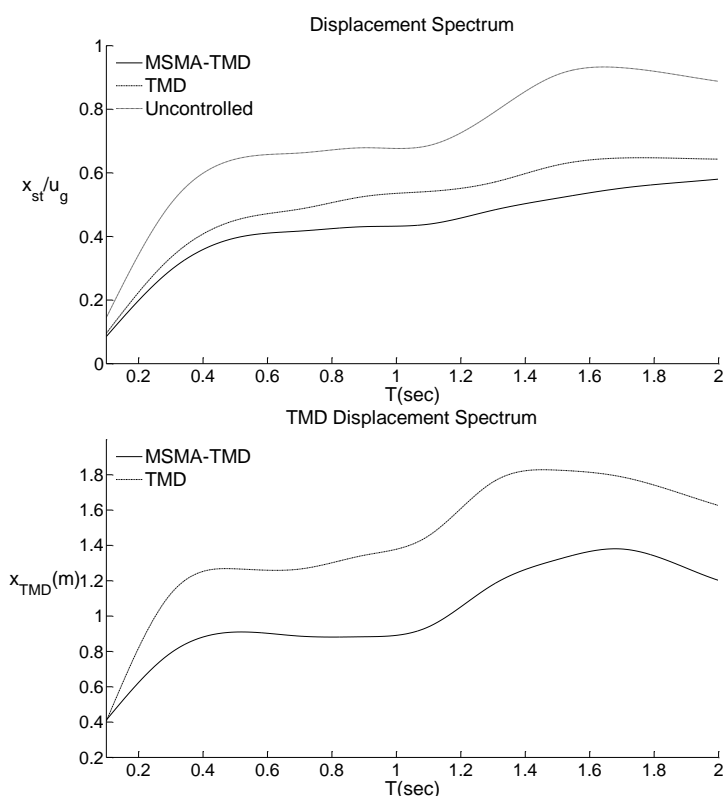 Displacement Spectrum
1
MSMA-TMD
TMD
Uncontrolled
0.8
0.6
x_st/u_g
0.4
0.2
0
0.2 0.4 0.6 0.8 1 1.2 1.4 1.6 1.8 2
T(sec)
TMD Displacement Spectrum
MSMA-TMD
TMD
1.8
1.6
1.4
x_TMD(m) 1.2
1
0.8
0.6
0.4
0.2
0.2 0.4 0.6 0.8 1 1.2 1.4 1.6 1.8 2
T(sec)